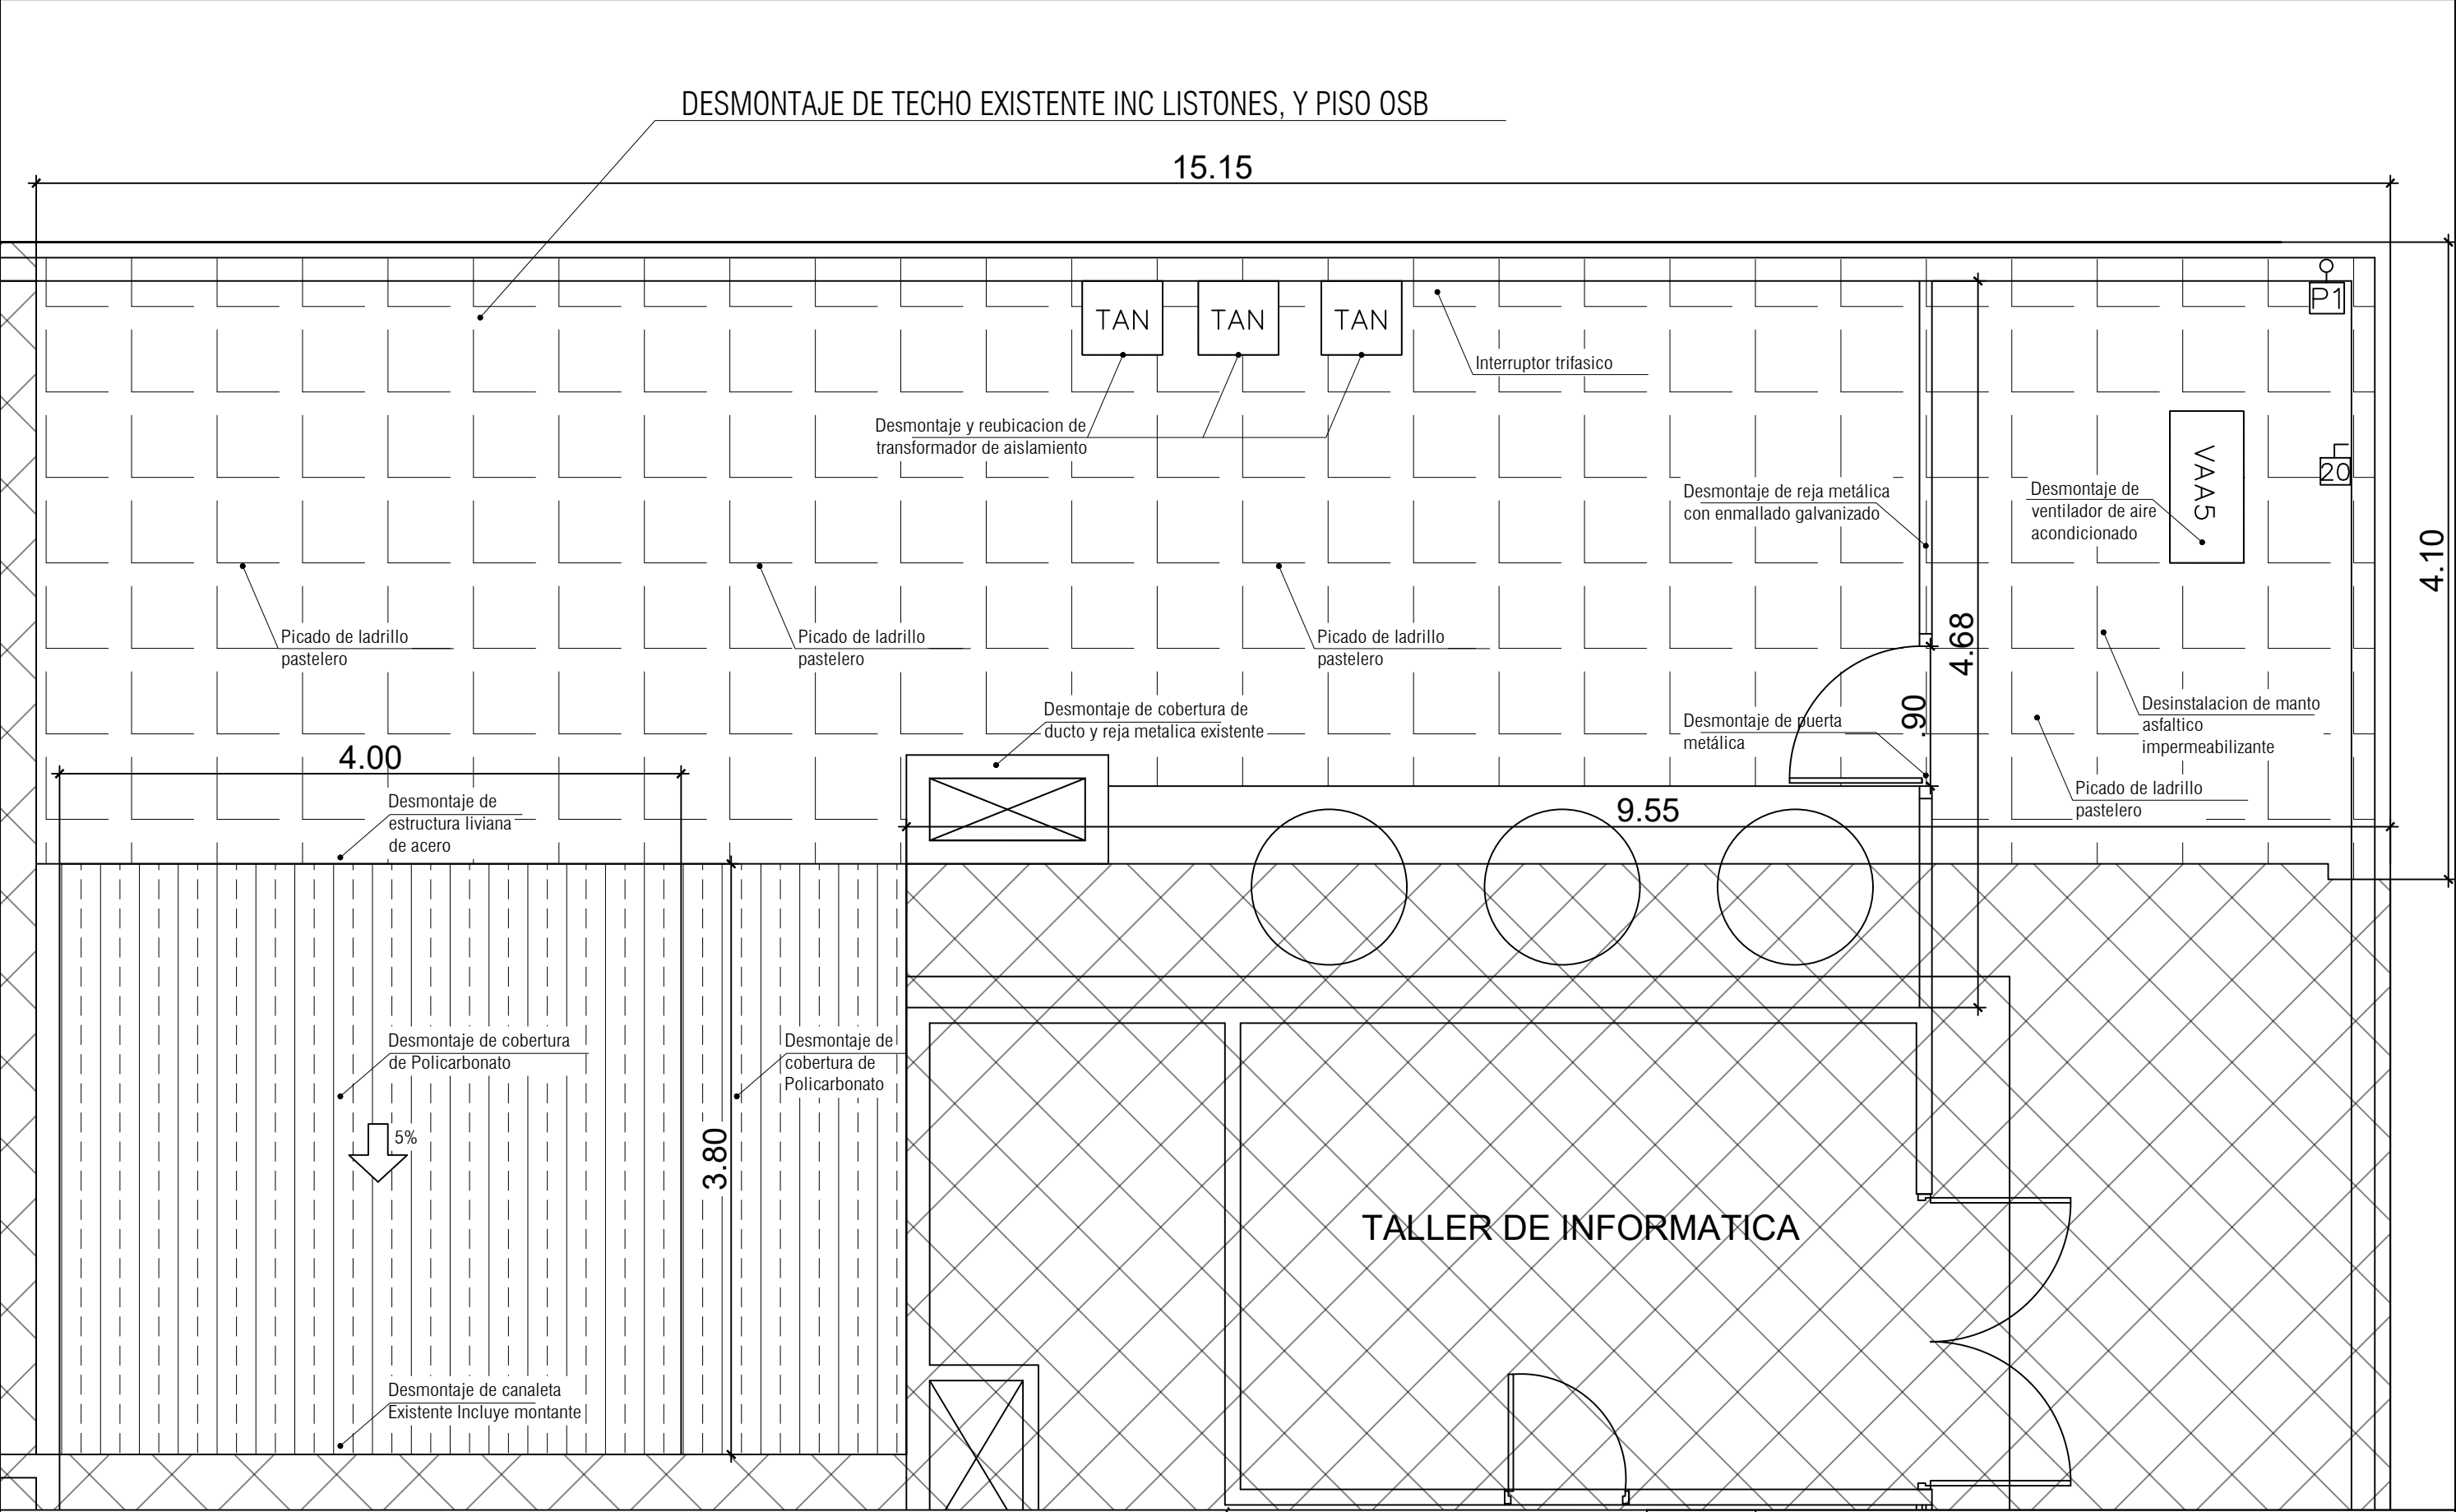 DESMONTAJE DE TECHO EXISTENTE INC LISTONES, Y PISO OSB
15.15
TAN
TAN
TAN
P1
Interruptor trifasico
Desmontaje y reubicacion de
transformador de aislamiento
Desmontaje de reja metálica
con enmallado galvanizado
Desmontaje de
ventilador de aire
acondicionado
VAA5
20
4.10
Picado de ladrillo
pastelero
Picado de ladrillo
pastelero
Picado de ladrillo
pastelero
4.68
.90
Desmontaje de cobertura de
ducto y reja metalica existente
Desmontaje de puerta
metálica
Desinstalacion de manto
asfaltico
impermeabilizante
Picado de ladrillo
pastelero
4.00
9.55
Desmontaje de
estructura liviana
de acero
Desmontaje de cobertura
de Policarbonato
Desmontaje de
cobertura de
Policarbonato
5%
3.80
TALLER DE INFORMATICA
Desmontaje de canaleta
Existente Incluye montante